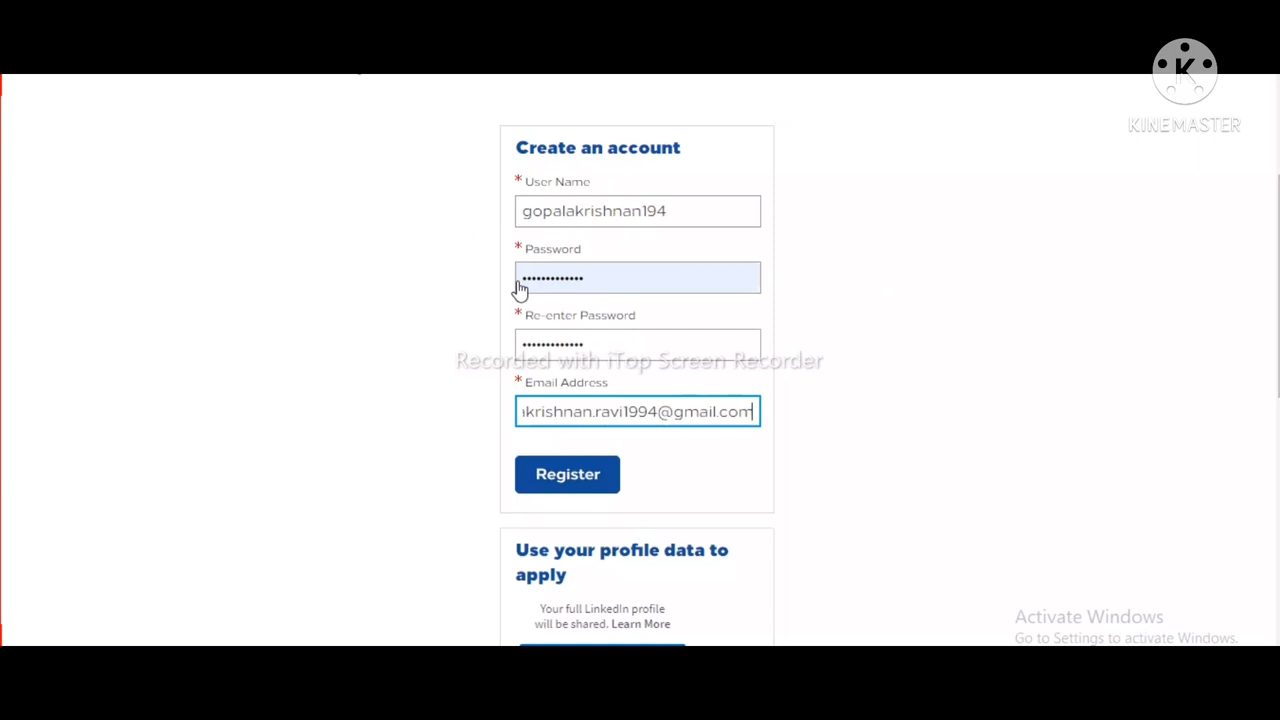 K
KINEMASTER
Create an account
* User Name
gopalakrishnan194
* Password
•••••••••••••
* Re-enter Password
•••••••••••••
Recorded with iTop Screen Recorder
* Email Address
krishnan.ravi1994@gmail.com
Register
Use your profile data to
apply
Your full LinkedIn profile
will be shared. Learn More
Activate Windows
Go to Settings to activate Windows.